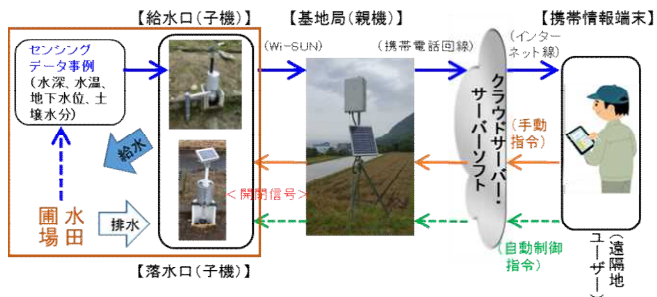 【給水口(子機)】
【基地局(親機)】
【携帯情報端末】
センシング
データ事例
(水深、水温、
地下水位、土
壌水分)
(Wi-SUN)
(携帯電話回線)
(インター
ネット線)
クラウドサーバー・
サーバーソフト
(手動
指令)
給水
<開閉信号>
水田
圃場
排水
(自動制御
指令)
【落水口(子機)】
(遠隔地
ユーザー)